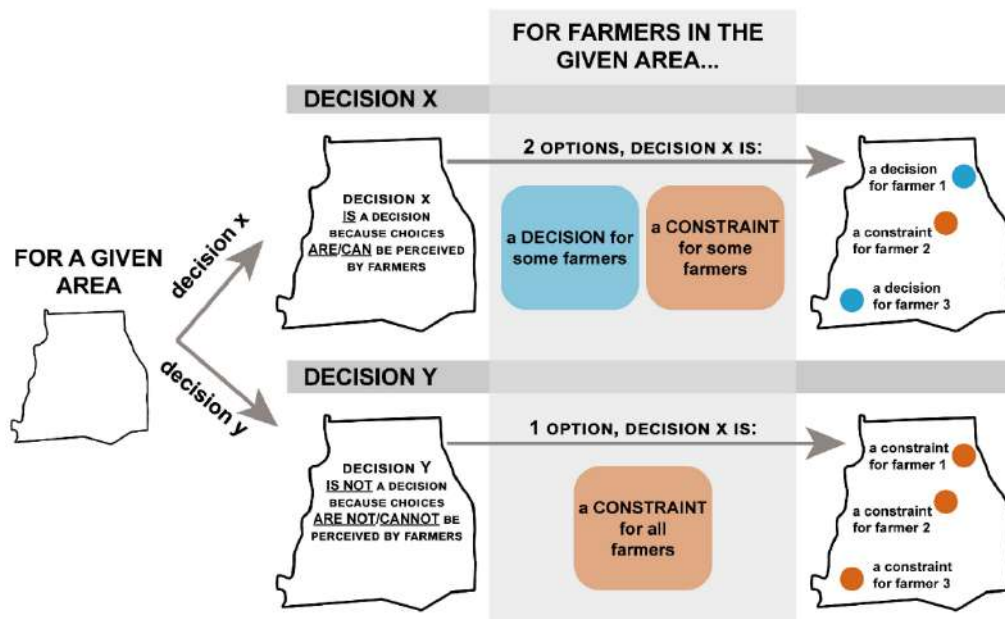 FOR FARMERS IN THE
GIVEN AREA...
DECISION X
2 OPTIONS, DECISION X IS:
DECISION X
IS A DECISION
BECAUSE CHOICES
ARE/CAN BE PERCEIVED
BY FARMERS
a DECISION for
some farmers
a CONSTRAINT
for some
farmers
a decision
for farmer 1
a constraint
for farmer 2
a decision
for farmer 3
FOR A GIVEN
AREA
decision x
decision y
DECISION Y
1 OPTION, DECISION X IS:
DECISION Y
IS NOT A DECISION
BECAUSE CHOICES
ARE NOT/CANNOT BE
PERCEIVED BY FARMERS
a CONSTRAINT
for all
farmers
a constraint
for farmer 1
a constraint
for farmer 2
a constraint
for farmer 3